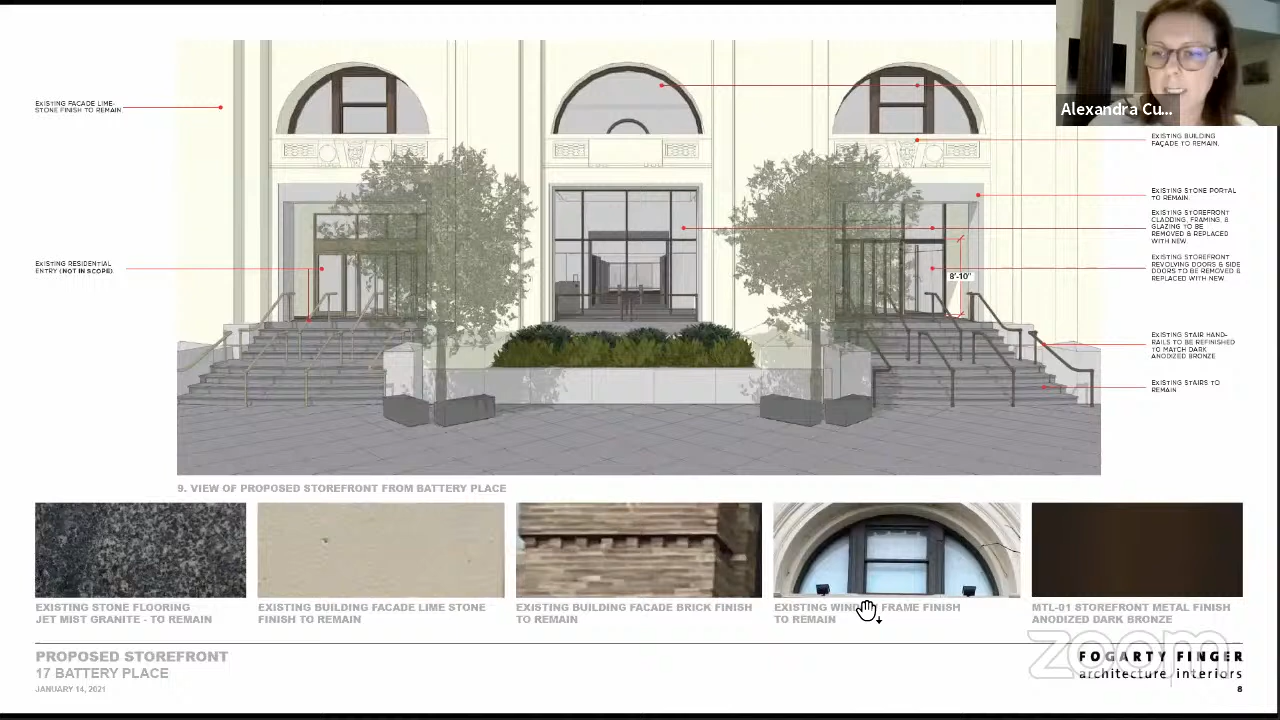 Alexandra Cu...
EXISTING FACADE LIME-
STONE FINISH TO REMAIN
EXISTING BUILDING
FAÇADE TO REMAIN.
EXISTING STONE PORTAL
TO REMAIN
EXISTING STOREFRONT
CLADDING, FRAMING, &
GLAZING TO BE
REMOVED & REPLACED
WITH NEW
EXISTING STOREFRONT
REVOLVING DOORS & SIDE
DOORS TO BE REMOVED &
REPLACED WITH NEW
EXISTING RESIDENTIAL
ENTRY (NOT IN SCOPE).
8'-10"
EXISTING STAIR HAND-
RAILS TO BE REFINISHED
TO MATCH DARK
ANODIZED BRONZE
EXISTING STAIRS TO
REMAIN
9. VIEW OF PROPOSED STOREFRONT FROM BATTERY PLACE
EXISTING STONE FLOORING
JET MIST GRANITE - TO REMAIN
EXISTING BUILDING FACADE LIME STONE
FINISH TO REMAIN
EXISTING BUILDING FACADE BRICK FINISH
TO REMAIN
EXISTING WINDOW FRAME FINISH
TO REMAIN
MTL-01 STOREFRONT METAL FINISH
ANODIZED DARK BRONZE
PROPOSED STOREFRONT
17 BATTERY PLACE
JANUARY 14, 2021
zoom
FOGARTY FINGER
architecture interiors
8